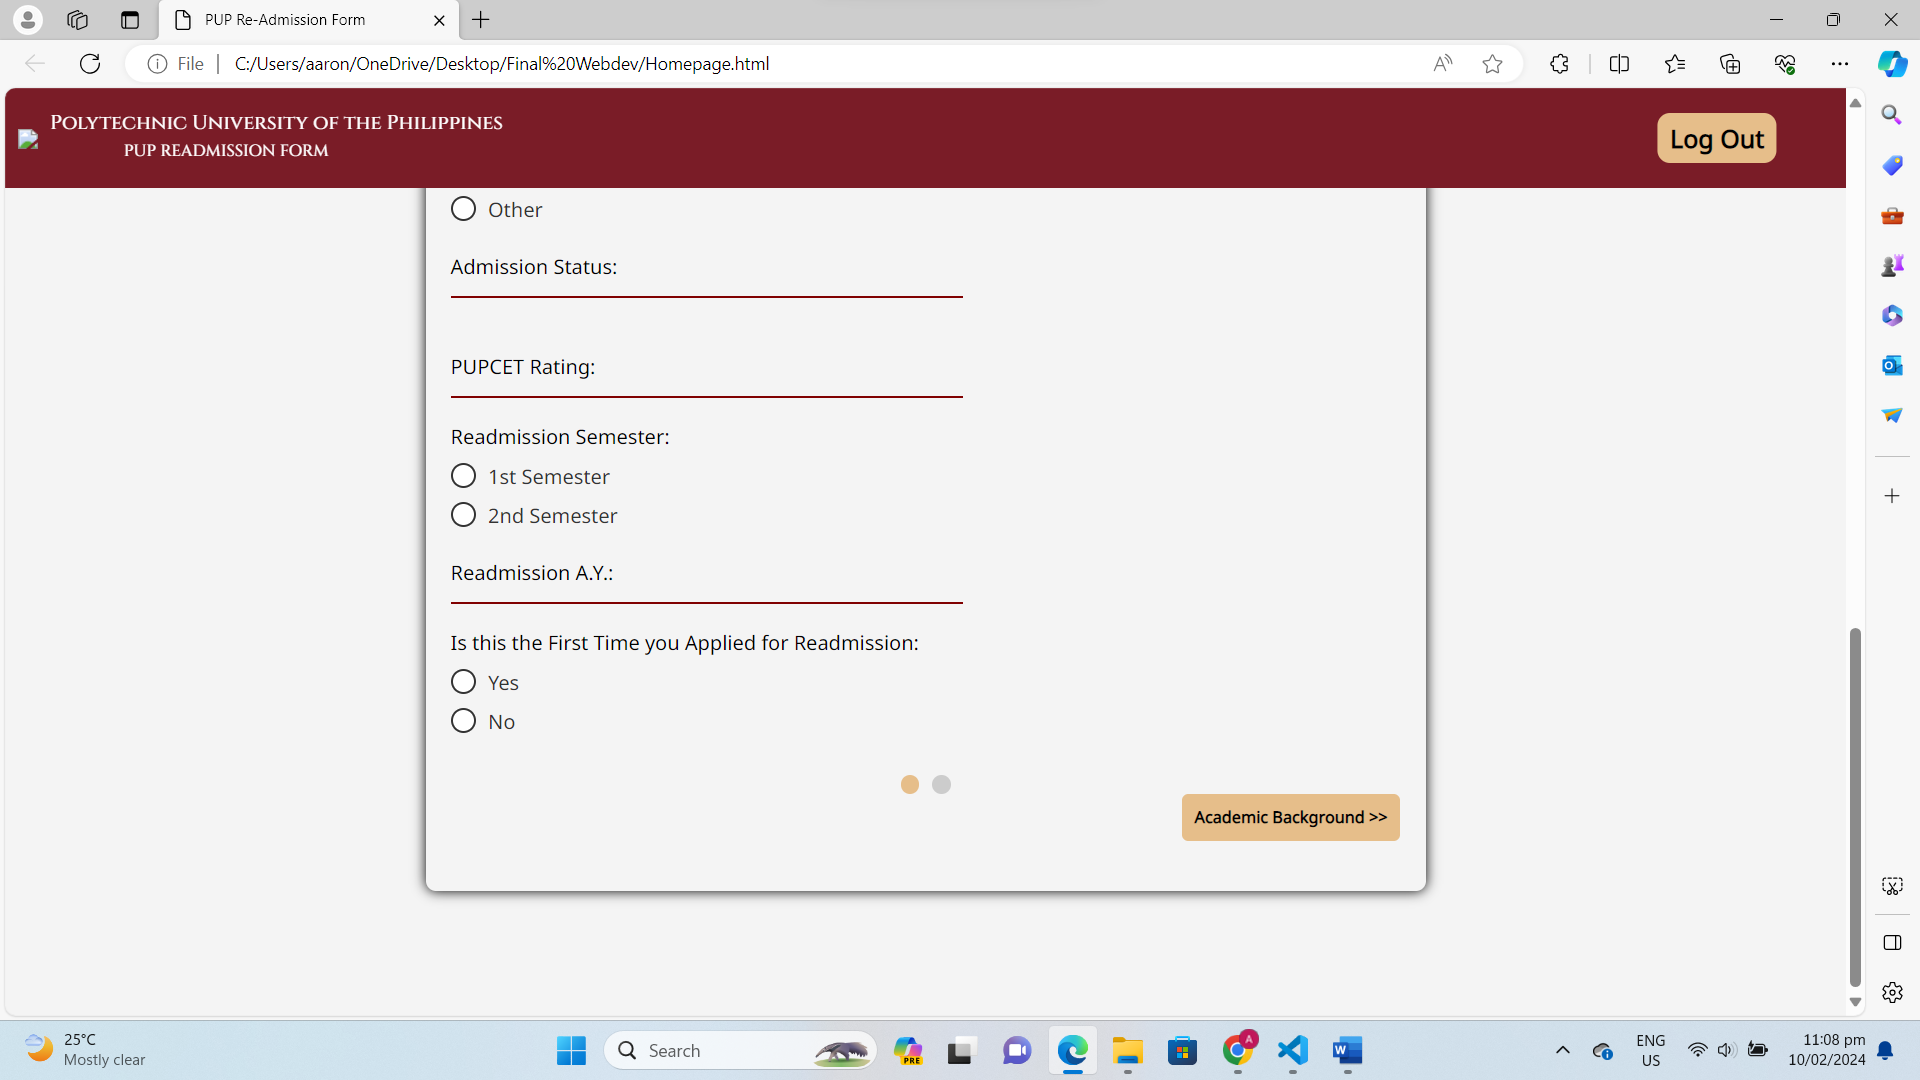 PUP Re-Admission Form
File
C:/Users/aaron/OneDrive/Desktop/Final%20Webdev/Homepage.html
POLYTECHNIC UNIVERSITY OF THE PHILIPPINES
PUP READMISSION FORM
Log Out
Other
Admission Status:
PUPCET Rating:
Readmission Semester:
1st Semester
2nd Semester
Readmission A.Y.:
Is this the First Time you Applied for Readmission:
Yes
No
Academic Background >>
25°C
Mostly clear
Search
PRE
A
ENG
US
11:08 pm
10/02/2024